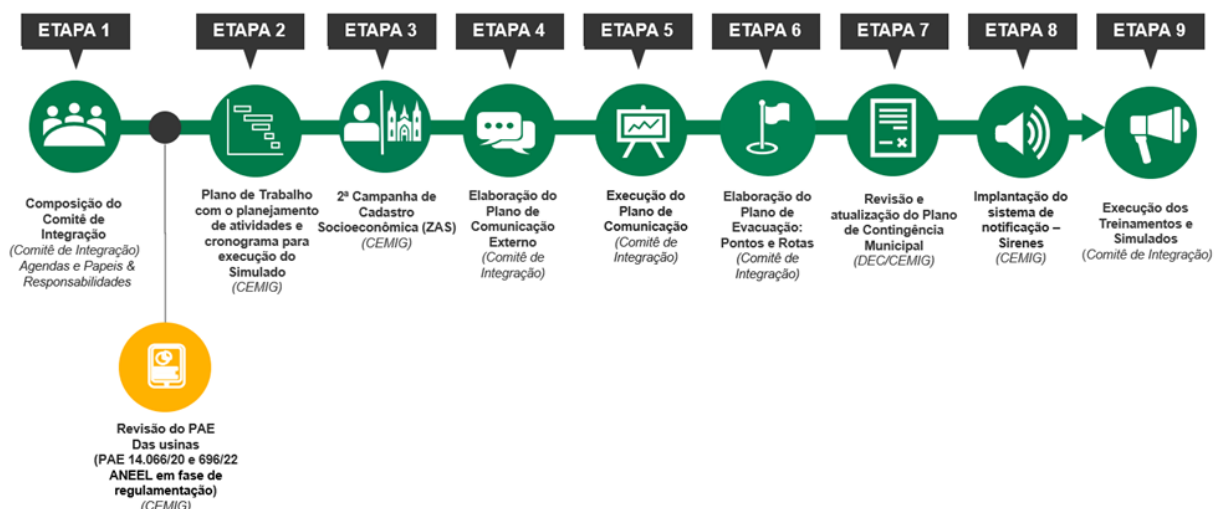 ETAPA 1
Composição do
Comitê de
Integração
(Comitê de Integração)
Agendas e Papeis &
Responsabilidades
Revisão do PAE
Das usinas
(PAE 14.066/20 e 696/22
ANEEL em fase de
regulamentação)
(CEMIG)
ETAPA 2
Plano de Trabalho
com o planejamento
de atividades e
cronograma para
execução do
Simulado
(CEMIG)
ETAPA 3
2ª Campanha de
Cadastro
Socioeconômica (ZAS)
(CEMIG)
ETAPA 4
Elaboração do
Plano de
Comunicação
Externo
(Comitê de
Integração)
ETAPA 5
Execução do
Plano de
Comunicação
(Comitê de
Integração)
ETAPA 6
Elaboração do
Plano de
Evacuação:
Pontos e Rotas
(Comitê de
Integração)
ETAPA 7
Revisão e
atualização do Plano
de Contingência
Municipal
(DEC/CEMIG)
ETAPA 8
Implantação do
sistema de
notificação –
Sirenes
(CEMIG)
ETAPA 9
Execução dos
Treinamentos e
Simulados
(Comitê de Integração)